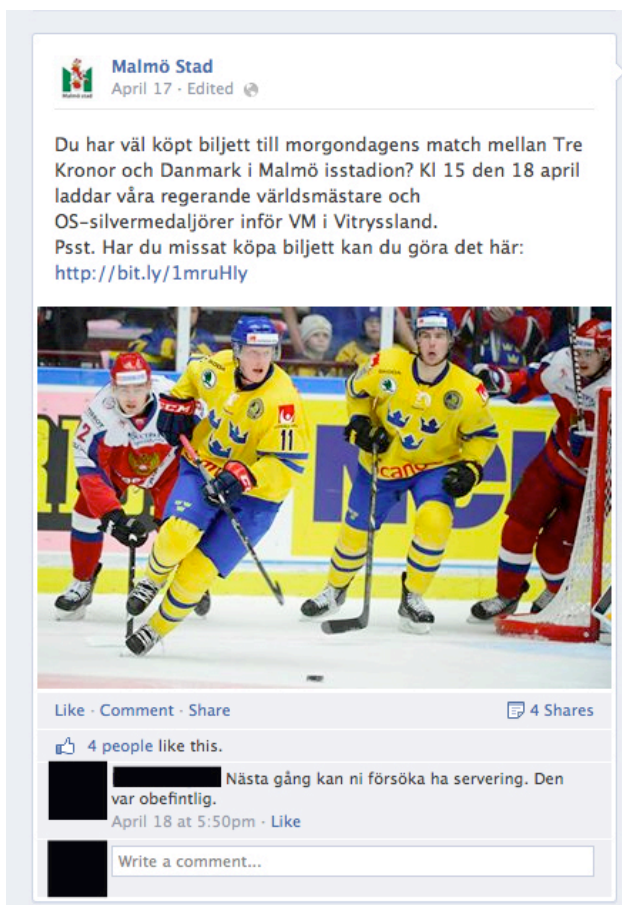 Malmö Stad
April 17 · Edited
Du har väl köpt biljett till morgondagens match mellan Tre
Kronor och Danmark i Malmö isstadion? Kl 15 den 18 april
laddar våra regerande världsmästare och
OS-silvermedaljörer inför VM i Vitryssland.
Psst. Har du missat köpa biljett kan du göra det här:
http://bit.ly/1mruHly
11
Like · Comment · Share
4 Shares
4 people like this.
Nästa gång kan ni försöka ha servering. Den
var obefintlig.
April 18 at 5:50pm · Like
Write a comment...